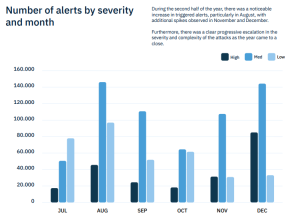 Number of alerts by severity
and month
During the second half of the year, there was a noticeable
increase in triggered alerts, particularly in August, with
additional spikes observed in November and December.
Furthermore, there was a clear progressive escalation in the
severity and complexity of the attacks as the year came to a
close.
High Med Low
160.000
140.000
120.000
100.000
80.000
60.000
40.000
20.000
0
JUL AUG SEP OCT NOV DEC